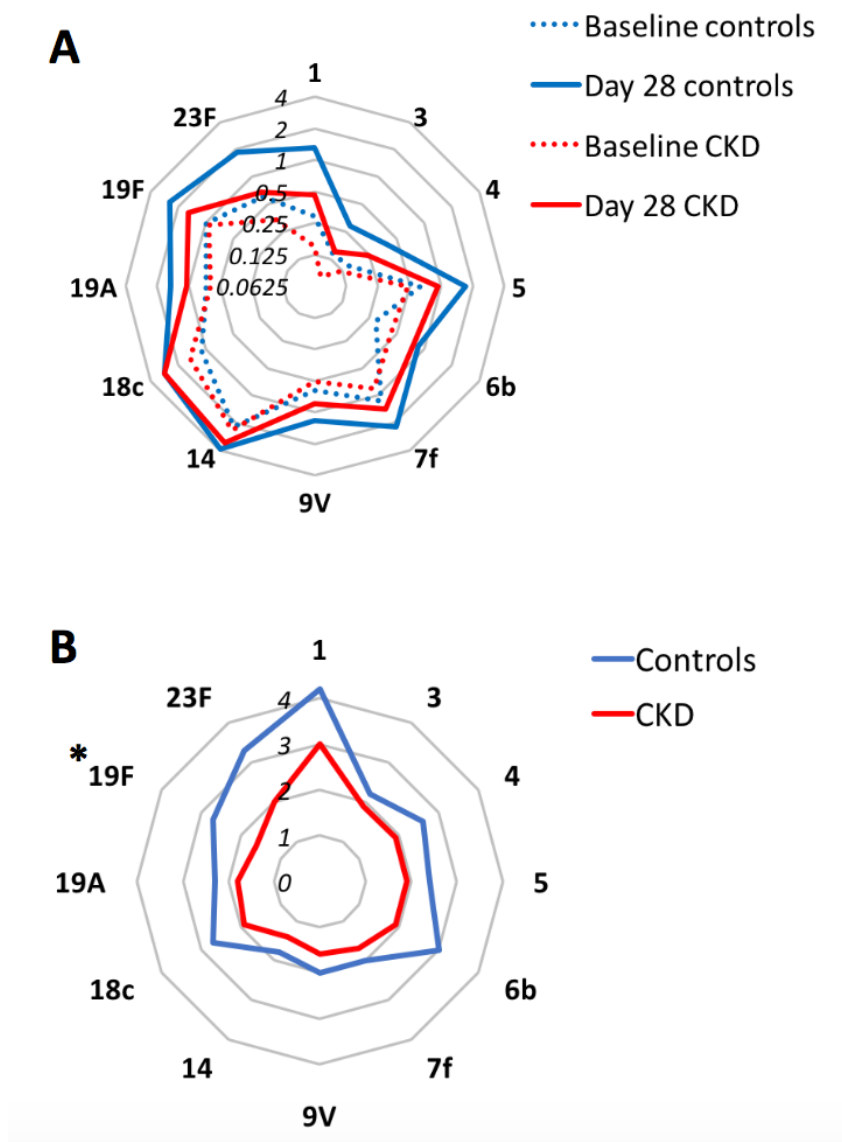 A
Baseline controls
Day 28 controls
Baseline CKD
Day 28 CKD
1
3
4
5
6b
7f
9V
14
18c
19A
19F
23F
4
2
1
0.5
0.25
0.125
0.0625
B
Controls
CKD
1
3
4
5
6b
7f
9V
14
18c
19A
* 19F
23F
4
3
2
1
0